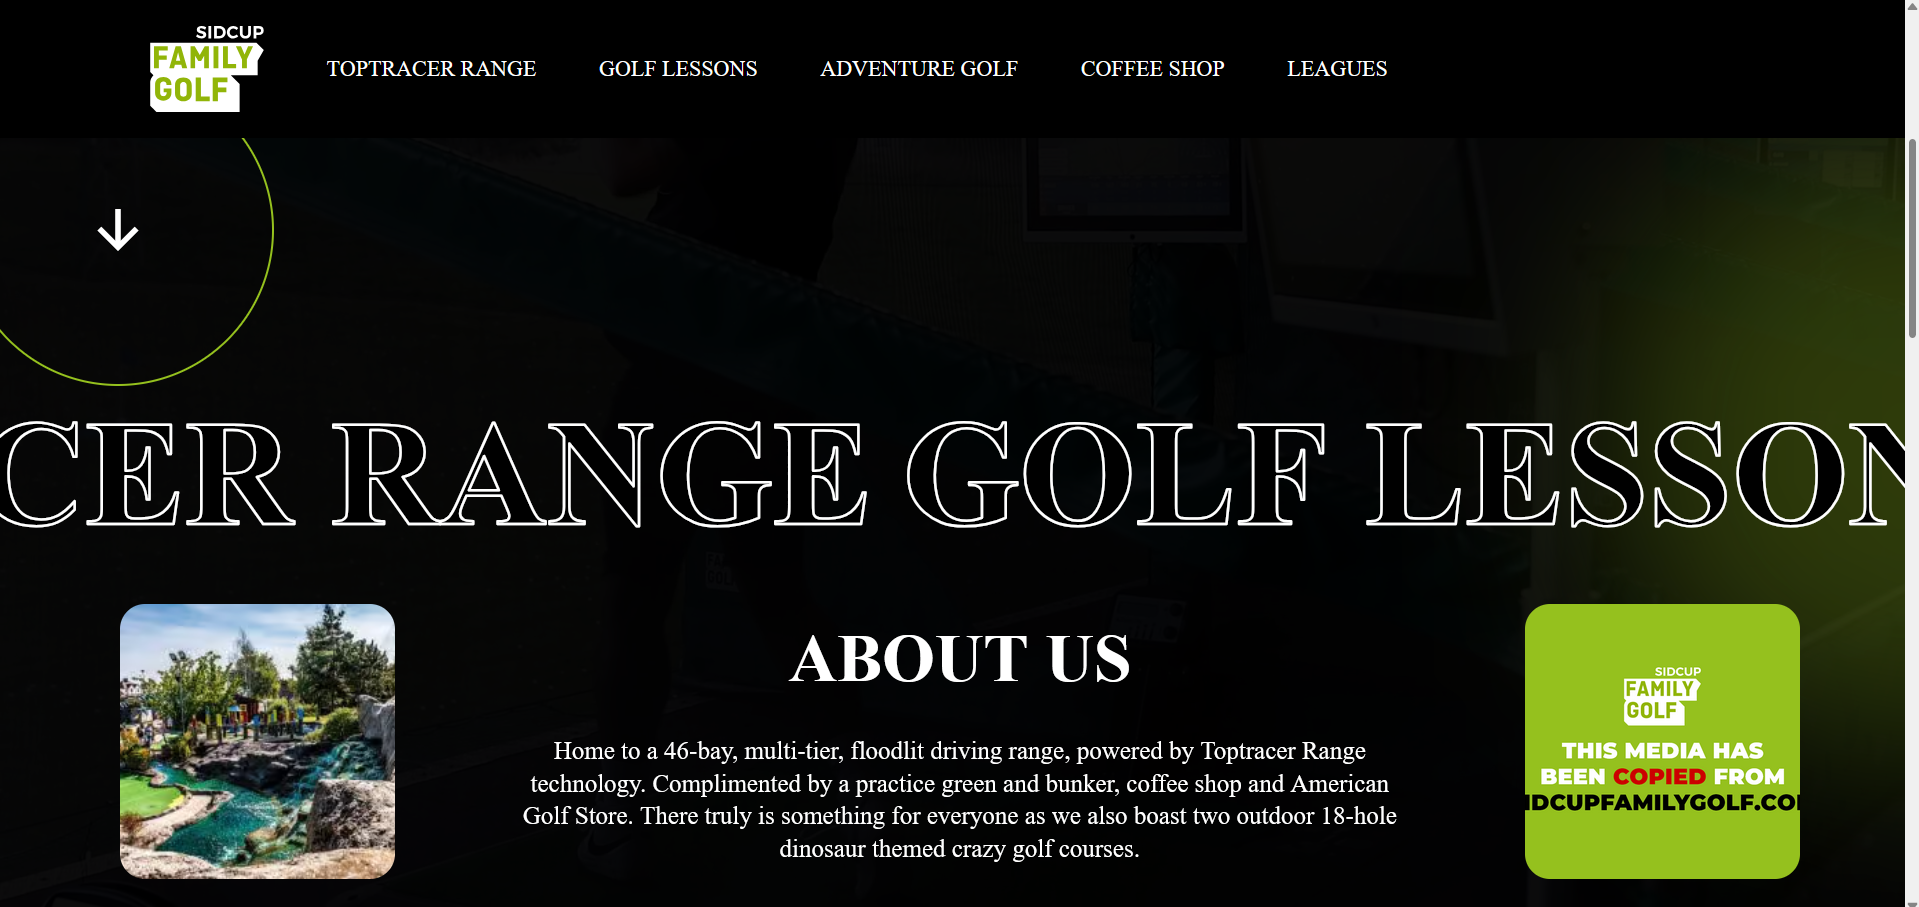 SIDCUP
FAMILY
GOLF
TOPTRACER RANGE
GOLF LESSONS
ADVENTURE GOLF
COFFEE SHOP
LEAGUES
CER RANGE GOLF LESSON
ABOUT US
Home to a 46-bay, multi-tier, floodlit driving range, powered by Toptracer Range
technology. Complimented by a practice green and bunker, coffee shop and American
Golf Store. There truly is something for everyone as we also boast two outdoor 18-hole
dinosaur themed crazy golf courses.
SIDCUP
FAMILY
GOLF
THIS MEDIA HAS
BEEN COPIED FROM
IDCUPFAMILYGOLF.CO